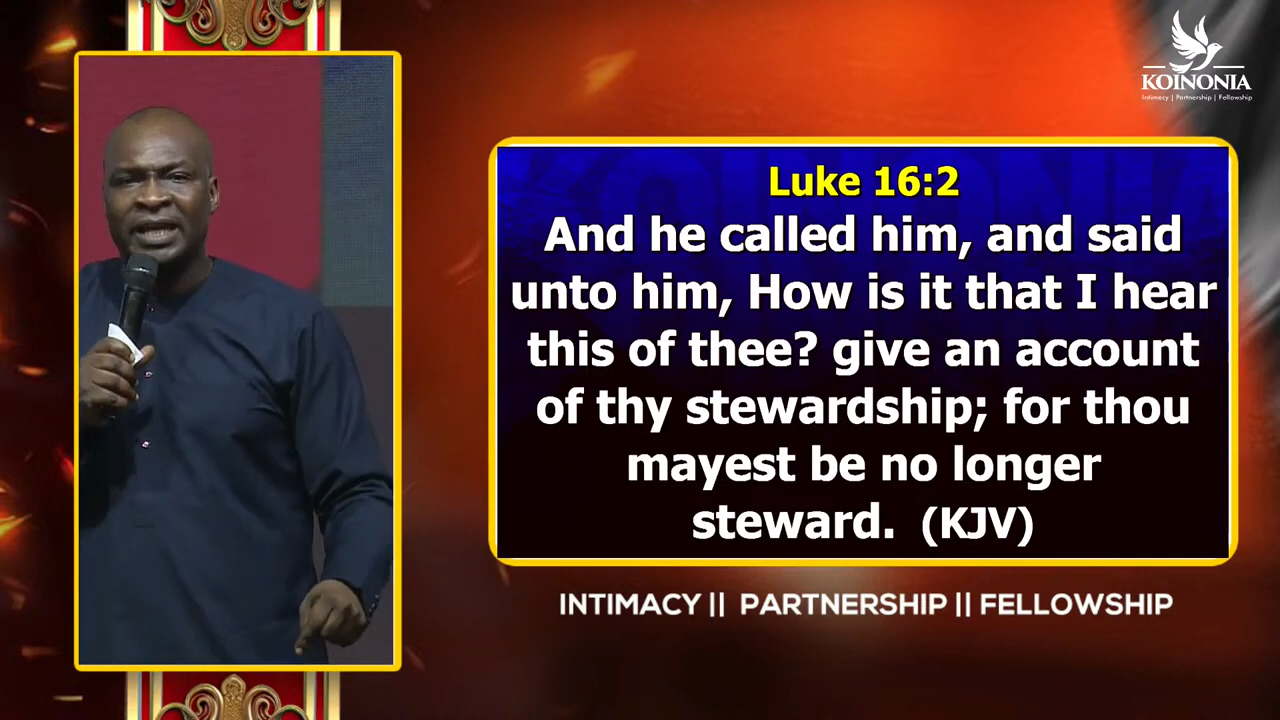 KOINONIA
Intimacy | Partnership | Fellowship
Luke 16:2
And he called him, and said
unto him, How is it that I hear
this of thee? give an account
of thy stewardship; for thou
mayest be no longer
steward. (KJV)
INTIMACY || PARTNERSHIP || FELLOWSHIP